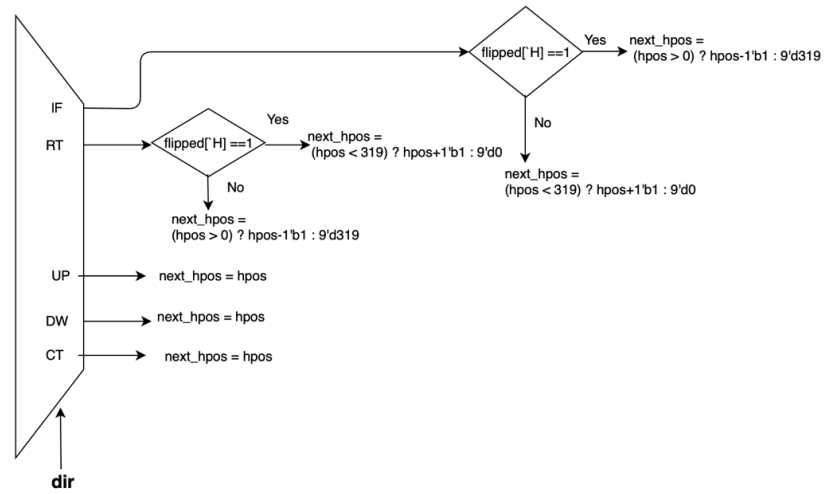 IF
flipped[`H] ==1
Yes
next_hpos =
(hpos > 0) ? hpos-1'b1 : 9'd319
No
next_hpos =
(hpos < 319) ? hpos+1'b1 : 9'd0
RT
flipped[`H] ==1
Yes
next_hpos =
(hpos < 319) ? hpos+1'b1 : 9'd0
No
next_hpos =
(hpos > 0) ? hpos-1'b1 : 9'd319
UP
next_hpos = hpos
DW
next_hpos = hpos
CT
next_hpos = hpos
dir